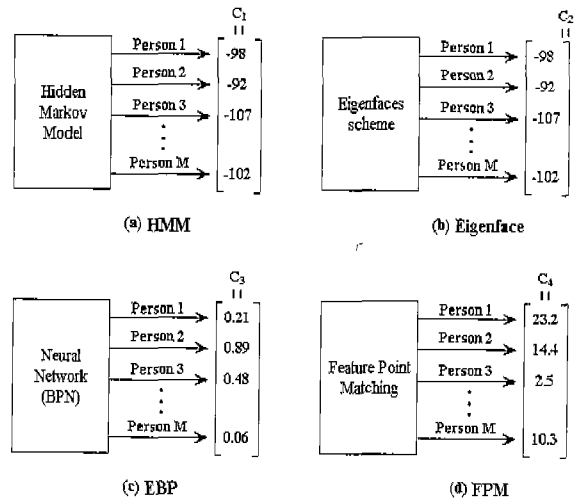 C1
=
Person 1
-98
Person 2
-92
Hidden
Markov
Model
Person 3
-107
Person M
-102
(a) HMM
C2
=
Person 1
-98
Person 2
-92
Eigenfaces
scheme
Person 3
-107
Person M
-102
(b) Eigenface
C3
=
Person 1
0.21
Person 2
0.89
Neural
Network
(BPN)
Person 3
0.48
Person M
0.06
(c) EBP
C4
=
Person 1
23.2
Person 2
14.4
Feature Point
Matching
Person 3
2.5
Person M
10.3
(d) FPM